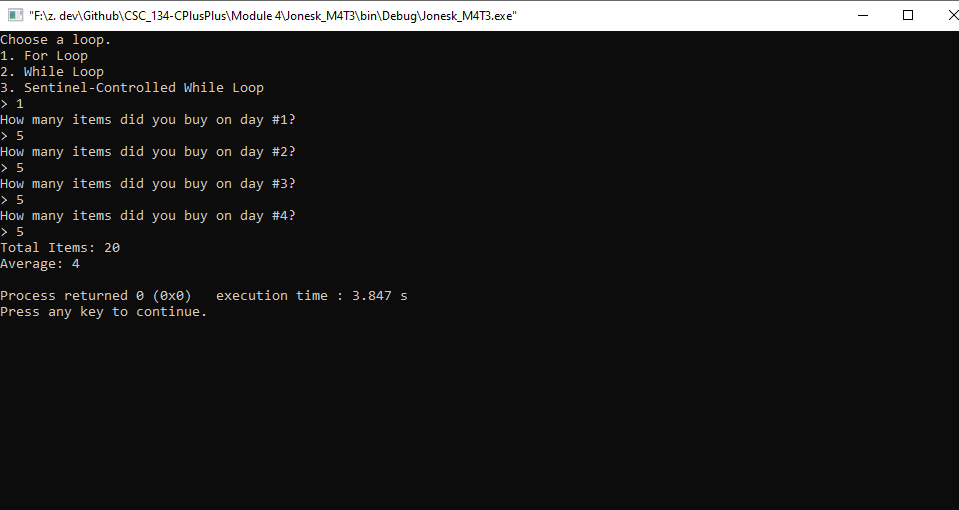 "F:\z. dev\Github\CSC_134-CPlusPlus\Module 4\Jonesk_M4T3\bin\Debug\Jonesk_M4T3.exe"
Choose a loop.
1. For Loop
2. While Loop
3. Sentinel-Controlled While Loop
> 1
How many items did you buy on day #1?
> 5
How many items did you buy on day #2?
> 5
How many items did you buy on day #3?
> 5
How many items did you buy on day #4?
> 5
Total Items: 20
Average: 4
Process returned 0 (0x0)   execution time : 3.847 s
Press any key to continue.